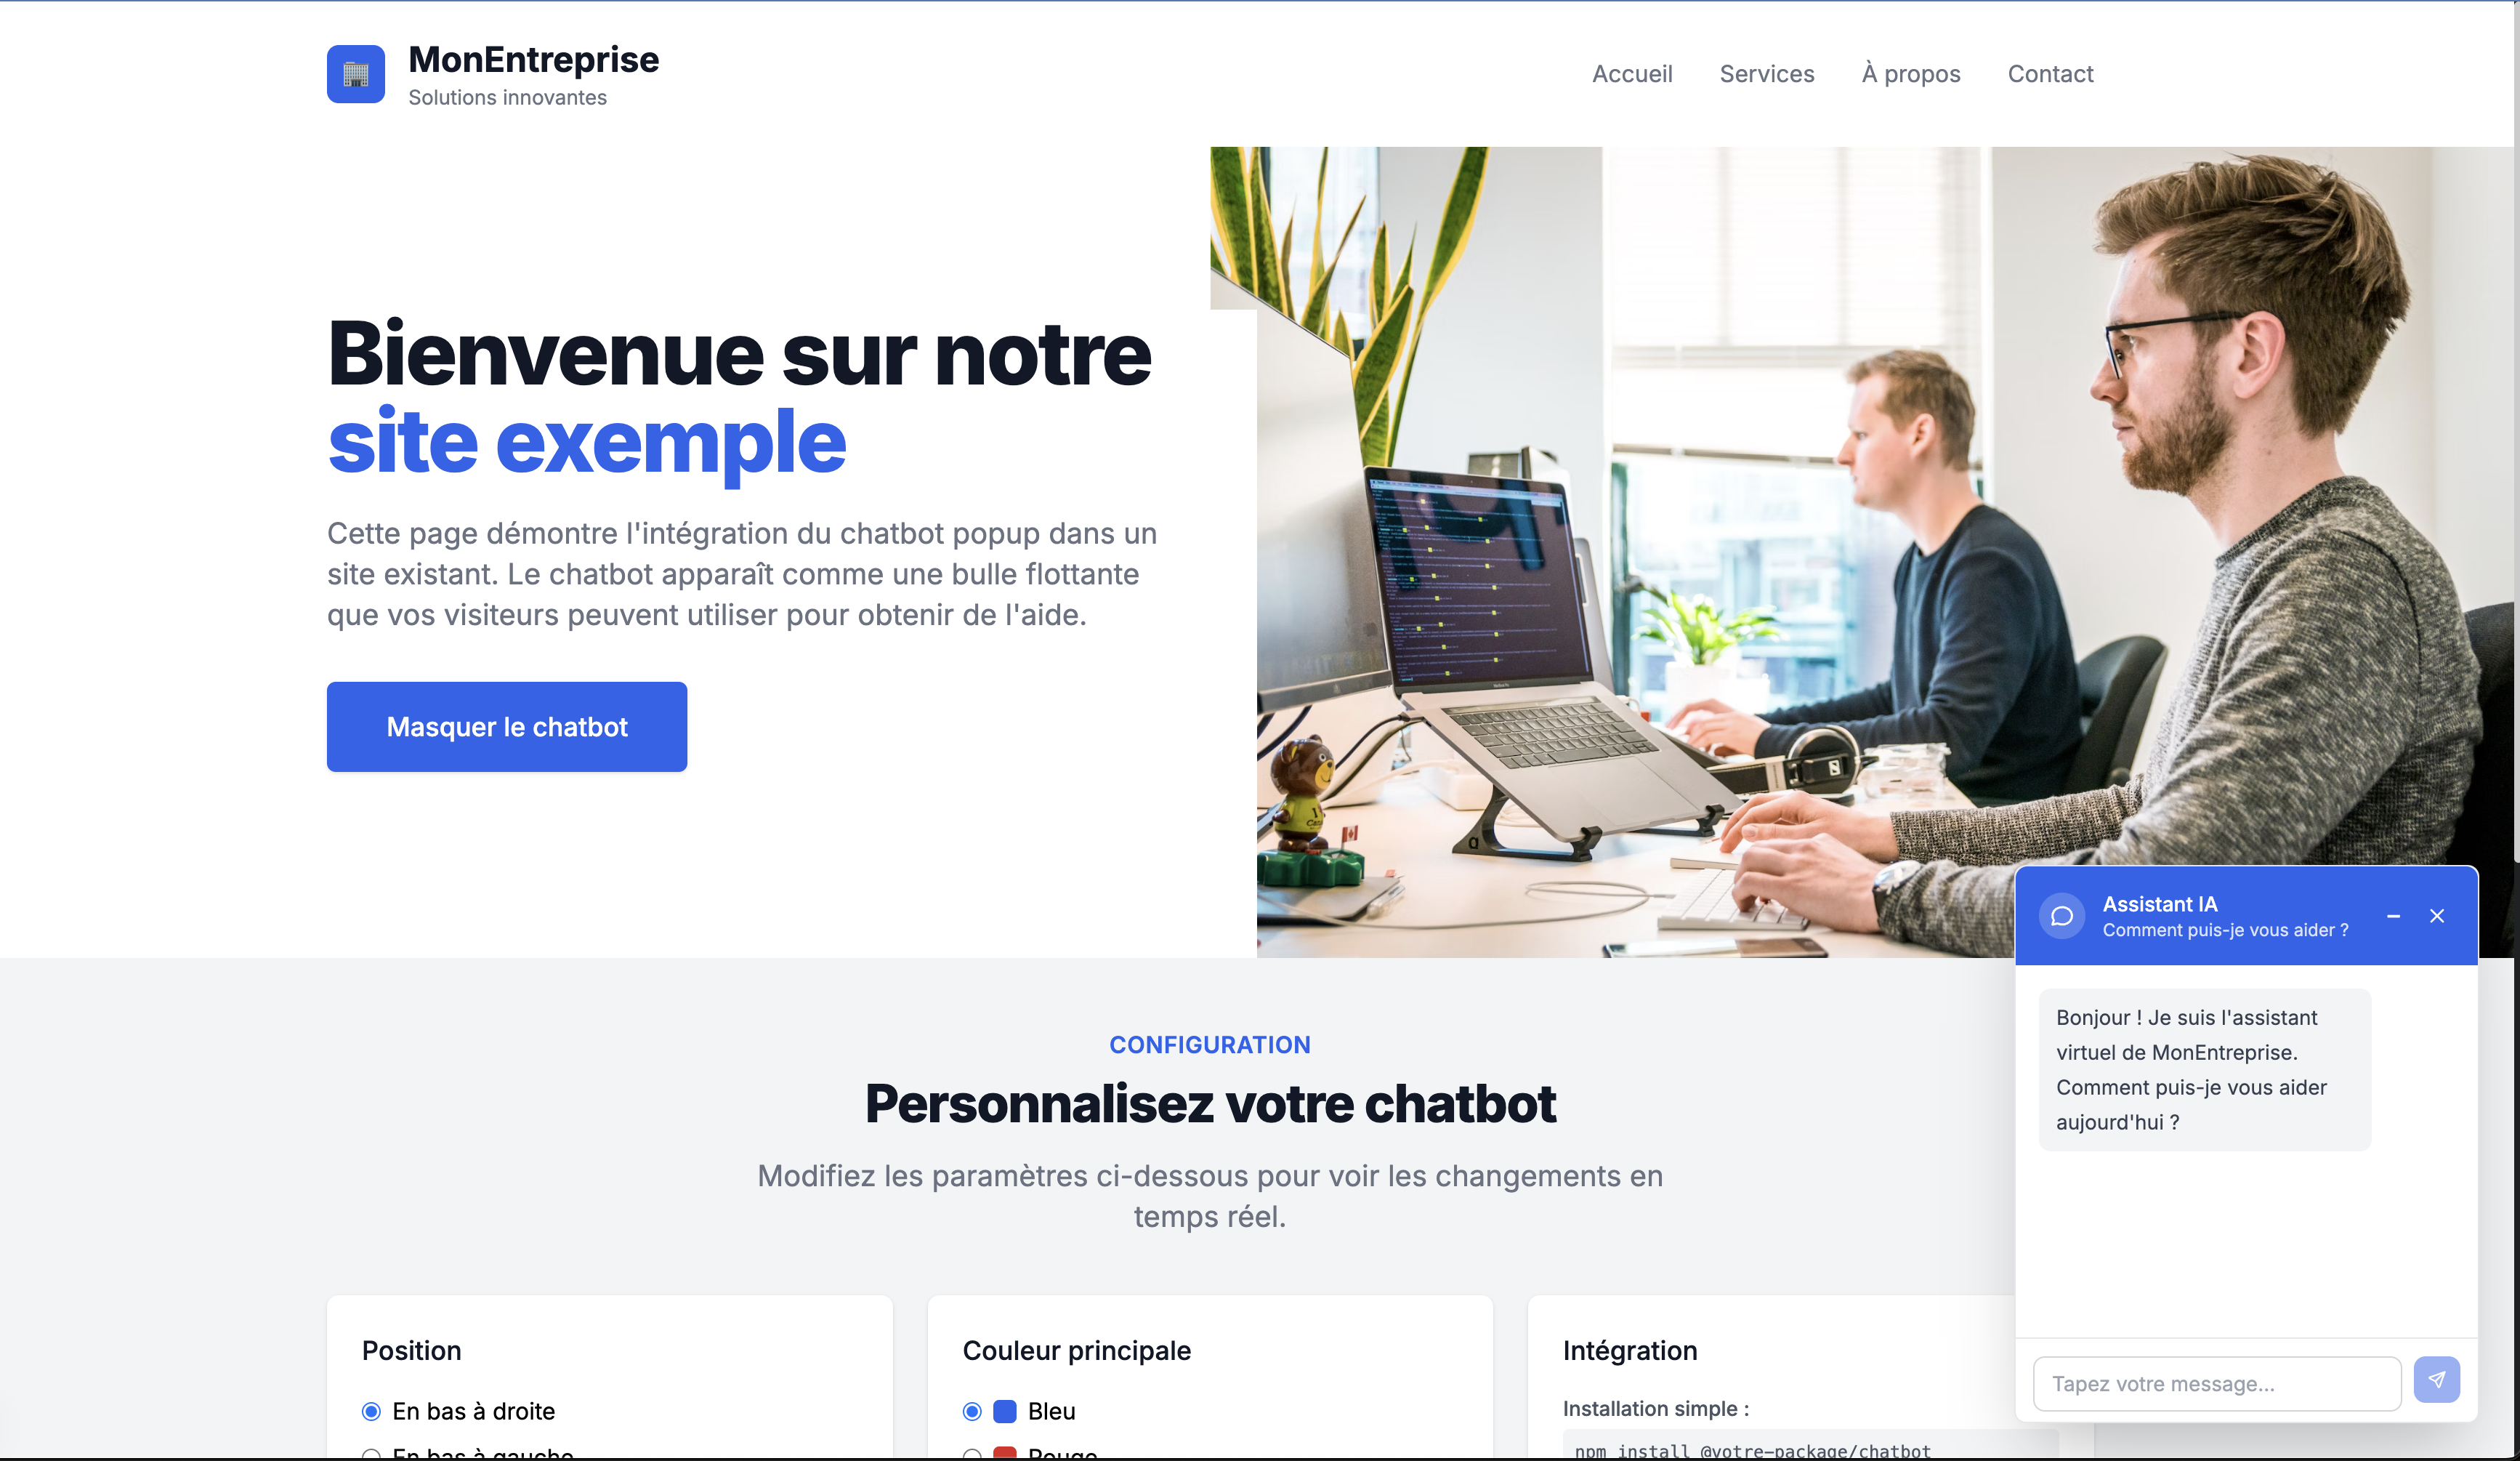 MonEntreprise
Solutions innovantes
Accueil
Services
À propos
Contact
Bienvenue sur notre
site exemple
Cette page démontre l'intégration du chatbot popup dans un
site existant. Le chatbot apparaît comme une bulle flottante
que vos visiteurs peuvent utiliser pour obtenir de l'aide.
Masquer le chatbot
CONFIGURATION
Personnalisez votre chatbot
Modifiez les paramètres ci-dessous pour voir les changements en
temps réel.
Position
En bas à droite
En bas à gauche
Couleur principale
Bleu
Rouge
Intégration
Installation simple :
npm install @votre-package/chatbot
Assistant IA
Comment puis-je vous aider ?
Bonjour ! Je suis l'assistant
virtuel de MonEntreprise.
Comment puis-je vous aider
aujourd'hui ?
Tapez votre message...